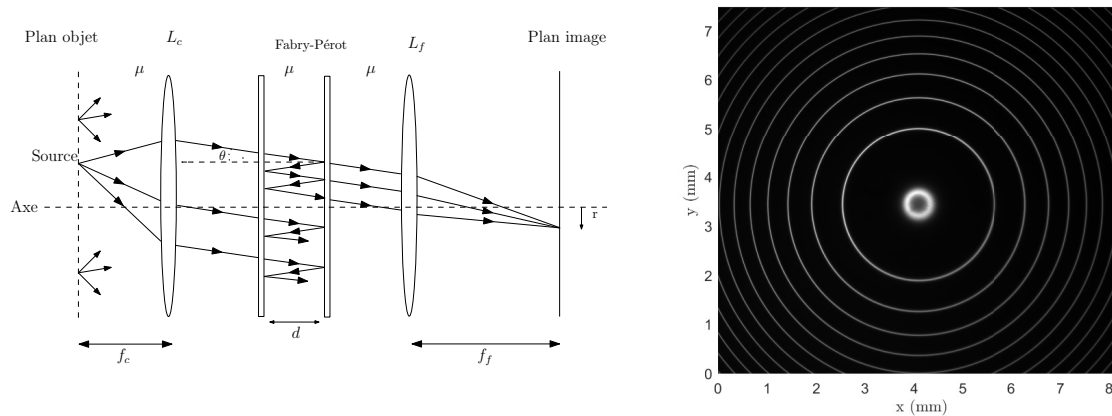 Plan objet
L_c
Fabry-Pérot
L_f
Plan image
μ
μ
μ
Source
θ
Axe
r
d
f_c
f_f
y (mm)
7
6
5
4
3
2
1
0
0 1 2 3 4 5 6 7 8
x (mm)